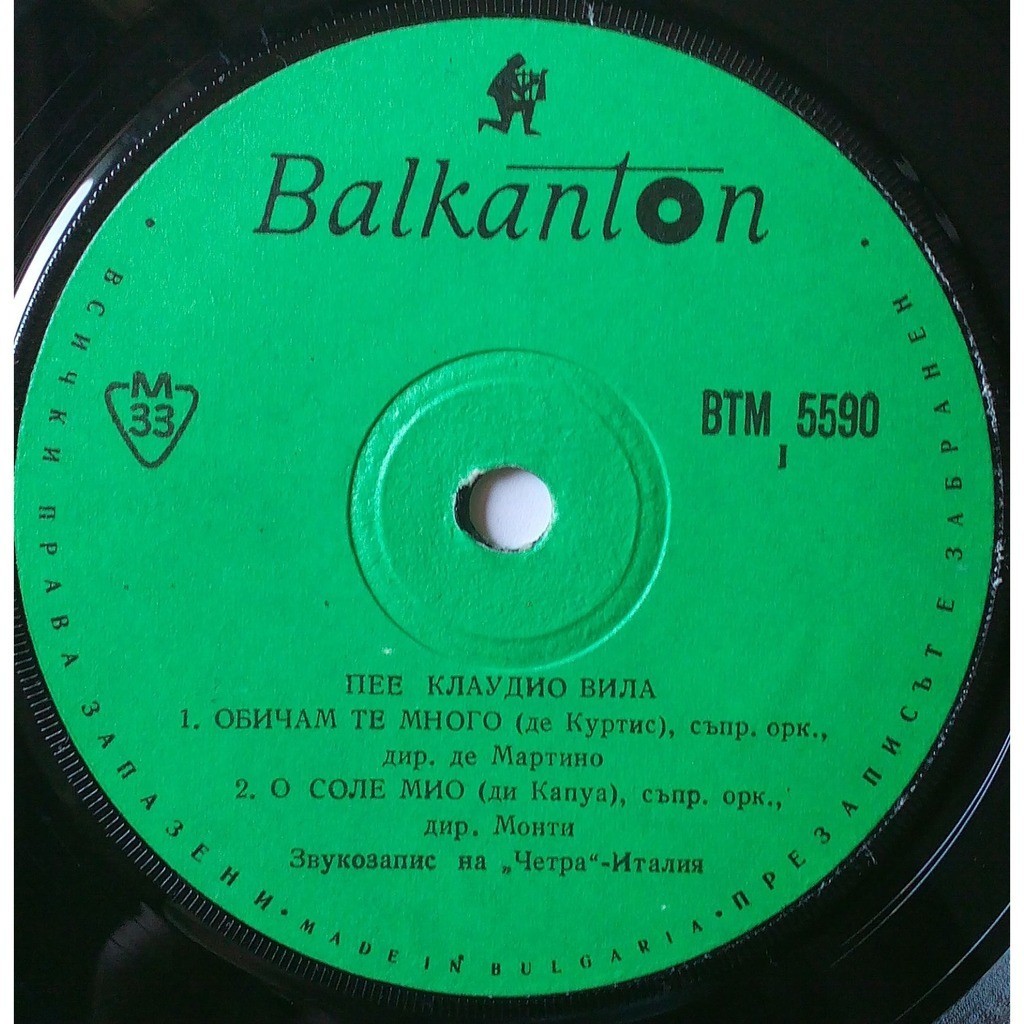 Balkanton
М
33
ВТМ 5590
I
ПЕЕ КЛАУДИО ВИЛА
1. ОБИЧАМ ТЕ МНОГО (де Куртис), съпр. орк.,
дир. де Мартино
2. О СОЛЕ МИО (ди Капуа), съпр. орк.,
дир. Монти
Звукозапис на „Четра“-Италия
• ВСИЧКИ ПРАВА ЗАПАЗЕНИ • MADE IN BULGARIA • ПРЕЗАПИСЪТ Е ЗАБРАНЕН •